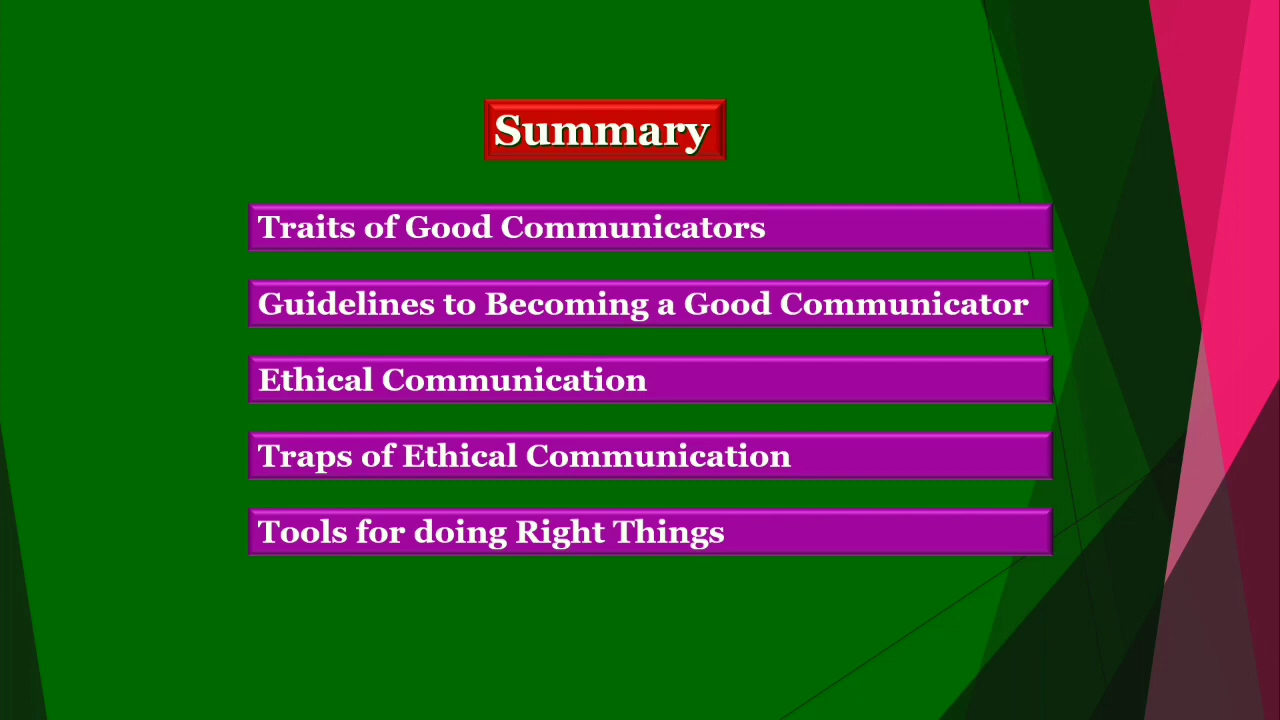 Summary
Traits of Good Communicators
Guidelines to Becoming a Good Communicator
Ethical Communication
Traps of Ethical Communication
Tools for doing Right Things